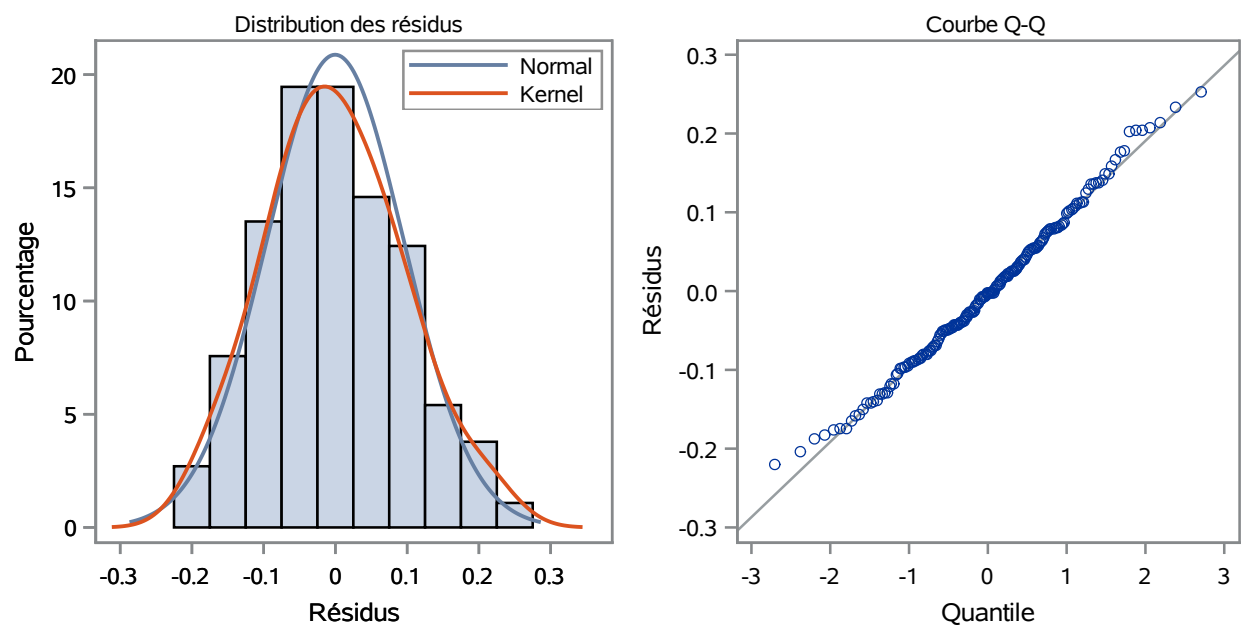 Distribution des résidus
Normal
Kernel
Pourcentage
20
15
10
5
0
-0.3 -0.2 -0.1 0 0.1 0.2 0.3
Résidus
Courbe Q-Q
Résidus
0.3
0.2
0.1
0.0
-0.1
-0.2
-0.3
-3 -2 -1 0 1 2 3
Quantile